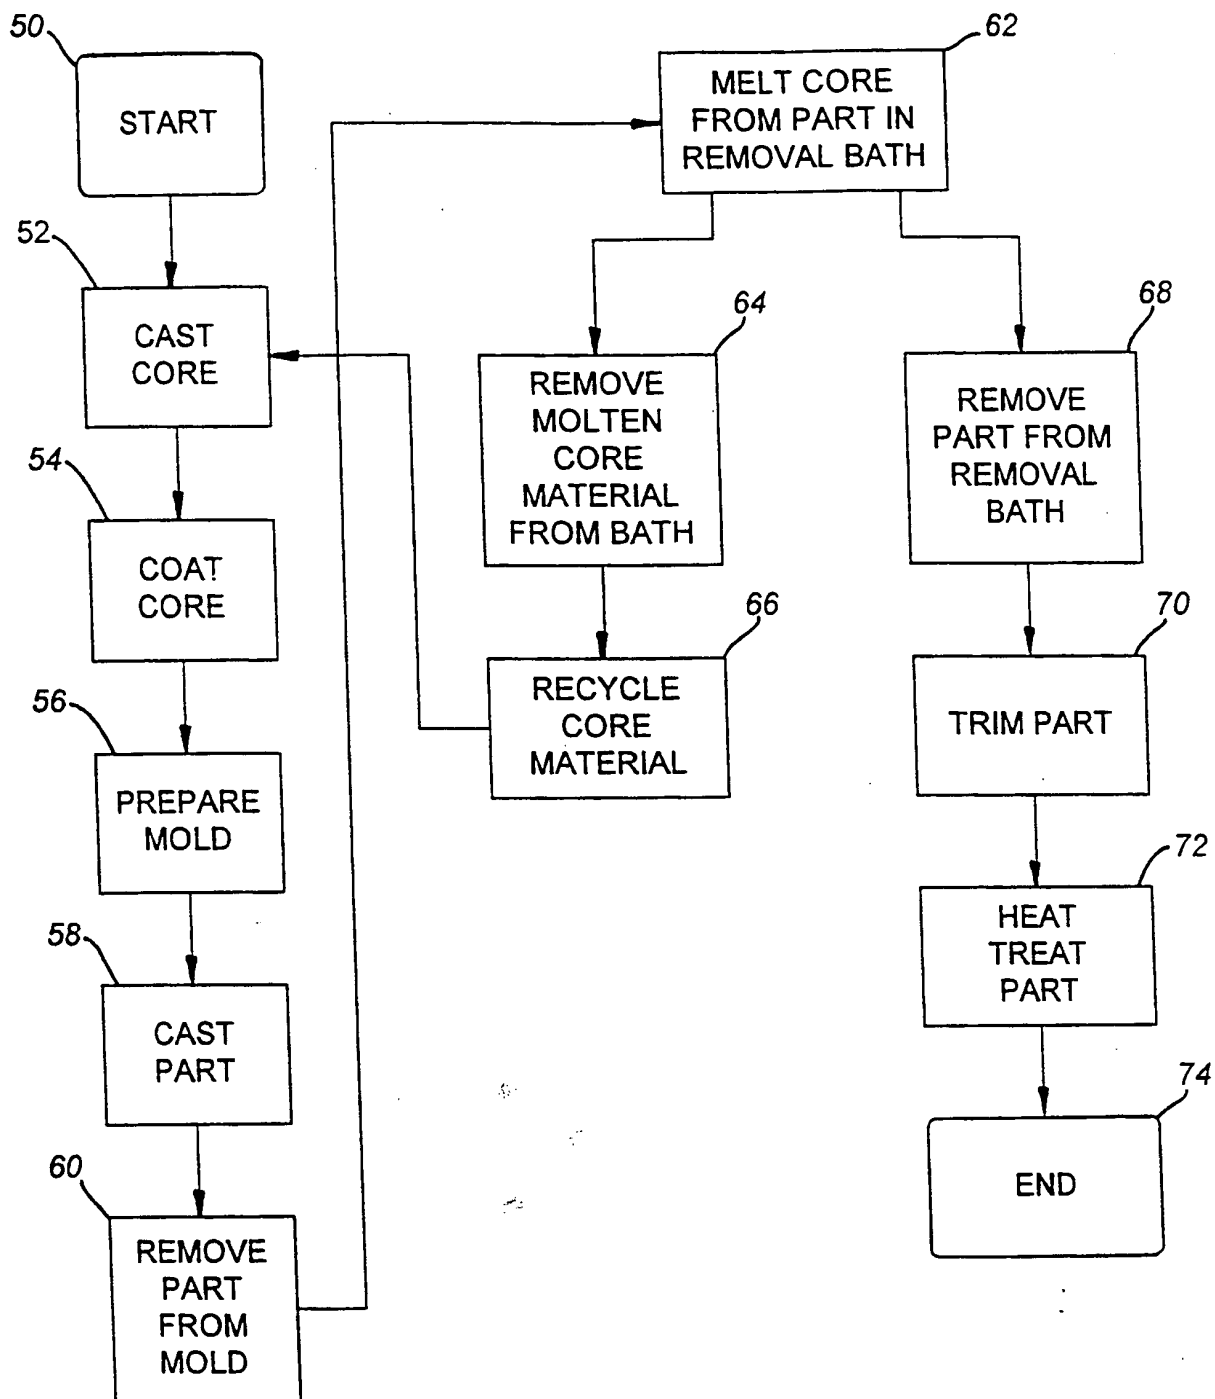 50
START
52
CAST
CORE
54
COAT
CORE
56
PREPARE
MOLD
58
CAST
PART
60
REMOVE
PART
FROM
MOLD
62
MELT CORE
FROM PART IN
REMOVAL BATH
64
REMOVE
MOLTEN
CORE
MATERIAL
FROM BATH
66
RECYCLE
CORE
MATERIAL
68
REMOVE
PART FROM
REMOVAL
BATH
70
TRIM PART
72
HEAT
TREAT
PART
74
END